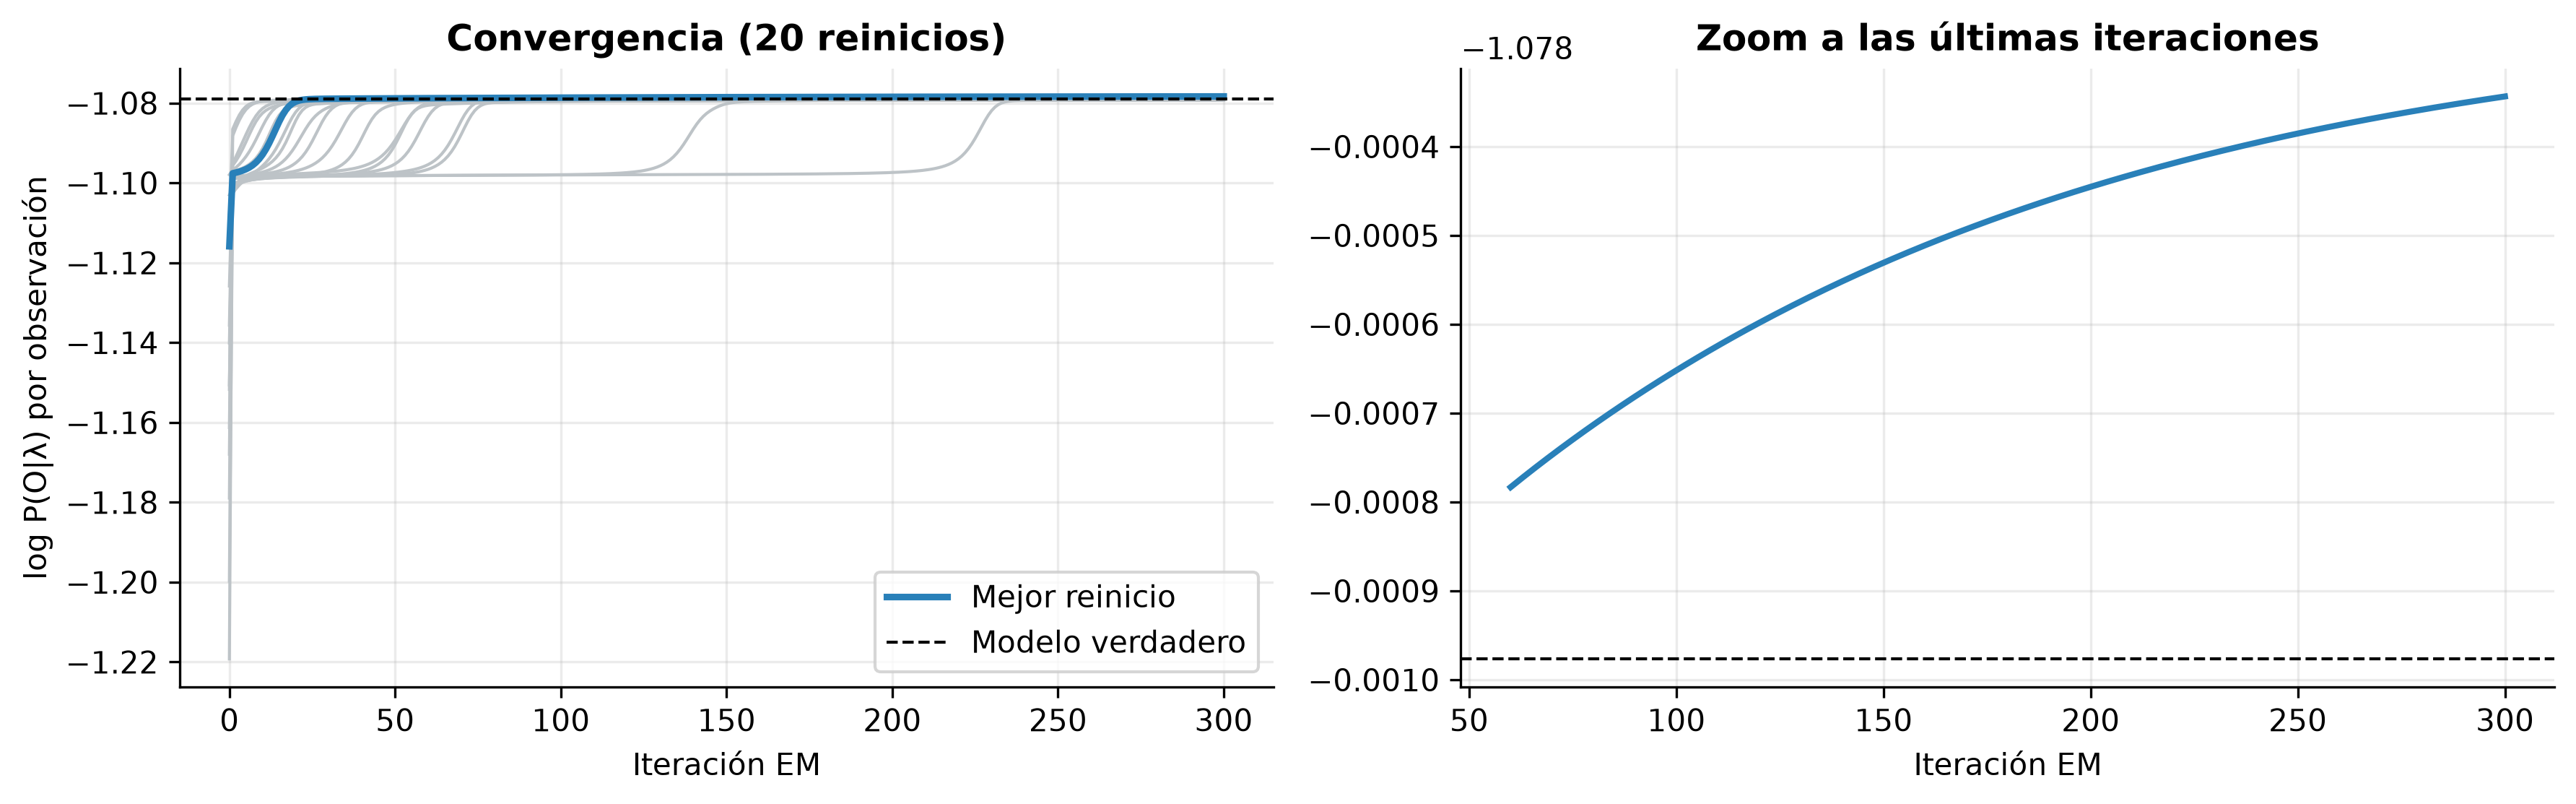 Convergencia (20 reinicios)
log P(O|λ) por observación
−1.08
−1.10
−1.12
−1.14
−1.16
−1.18
−1.20
−1.22
Mejor reinicio
Modelo verdadero
0 50 100 150 200 250 300
Iteración EM
Zoom a las últimas iteraciones
−1.078
−0.0004
−0.0005
−0.0006
−0.0007
−0.0008
−0.0009
−0.0010
50 100 150 200 250 300
Iteración EM